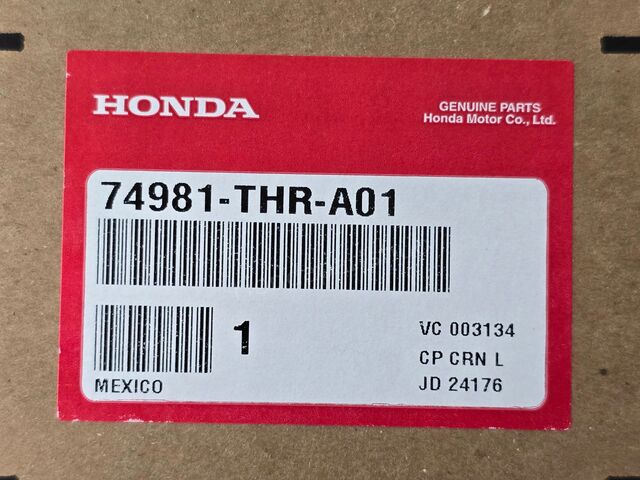 HONDA
GENUINE PARTS
Honda Motor Co., Ltd.
74981-THR-A01
1
VC 003134
CP CRN L
MEXICO
JD 24176